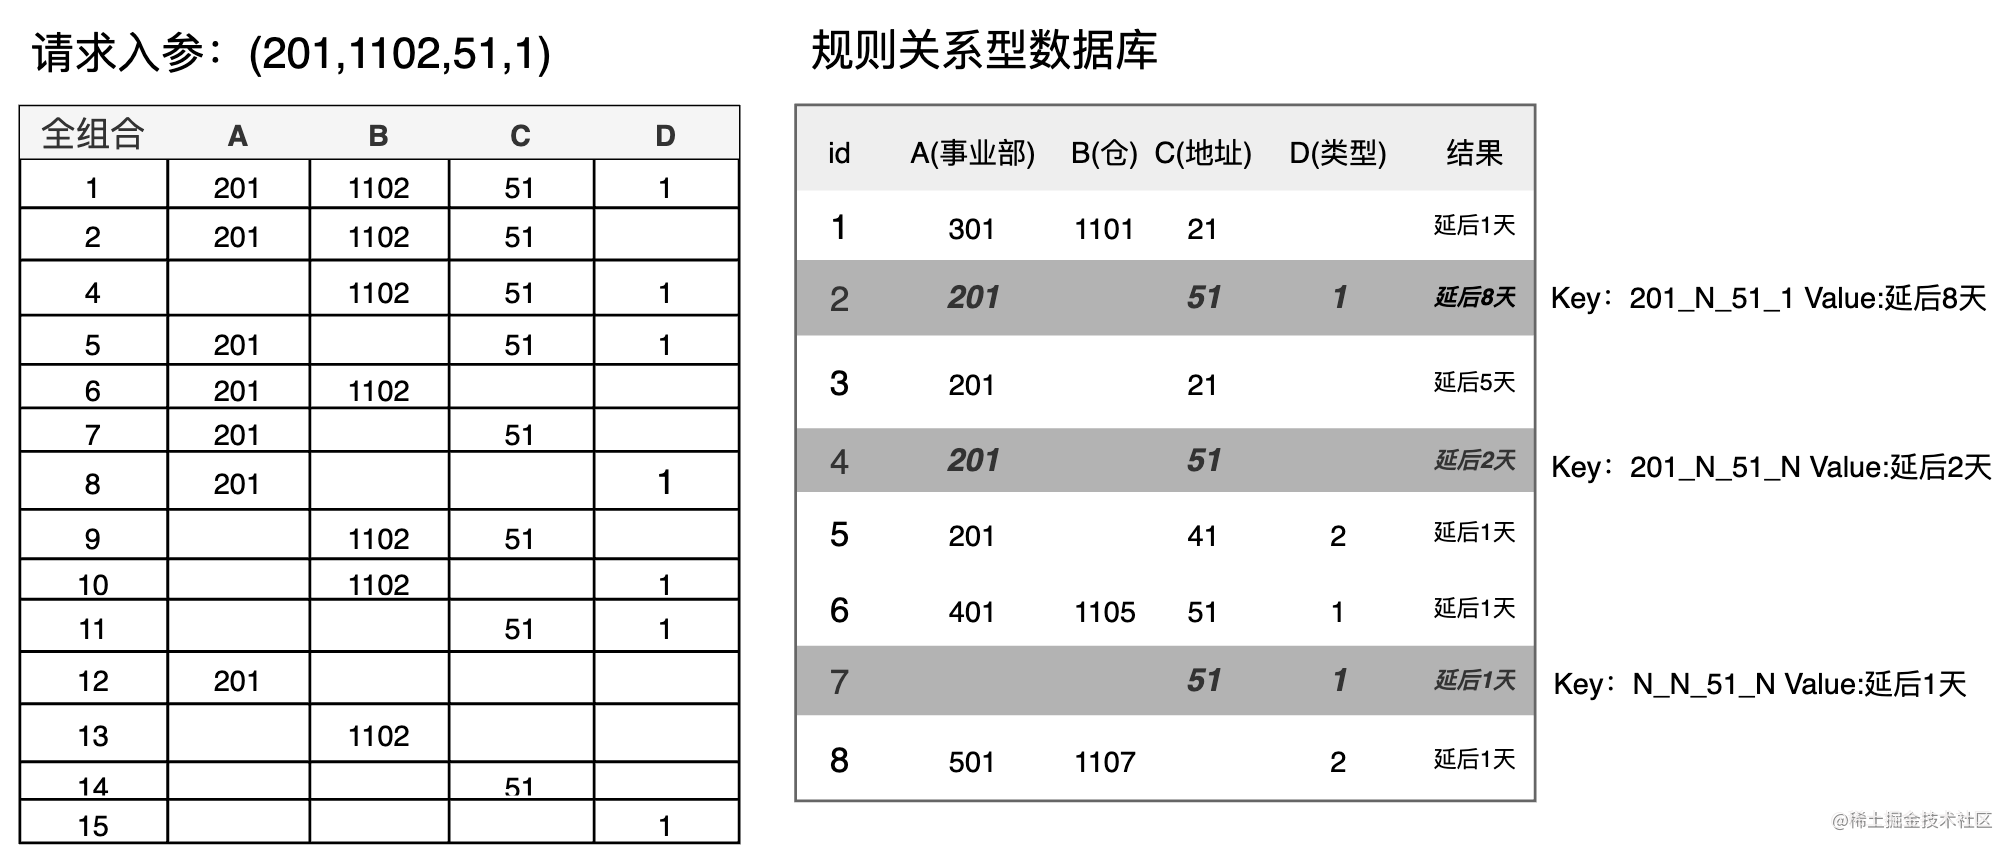 请求入参：(201,1102,51,1)
全组合 A B C D
1 201 1102 51 1
2 201 1102 51
4 1102 51 1
5 201 51 1
6 201 1102
7 201 51
8 201 1
9 1102 51
10 1102 1
11 51 1
12 201
13 1102
14 51
15 1
规则关系型数据库
id A(事业部) B(仓) C(地址) D(类型) 结果
1 301 1101 21 延后1天
2 201 51 1 延后8天 Key：201_N_51_1 Value:延后8天
3 201 21 延后5天
4 201 51 延后2天 Key：201_N_51_N Value:延后2天
5 201 41 2 延后1天
6 401 1105 51 1 延后1天
7 51 1 延后1天 Key：N_N_51_N Value:延后1天
8 501 1107 2 延后1天
@稀土掘金技术社区